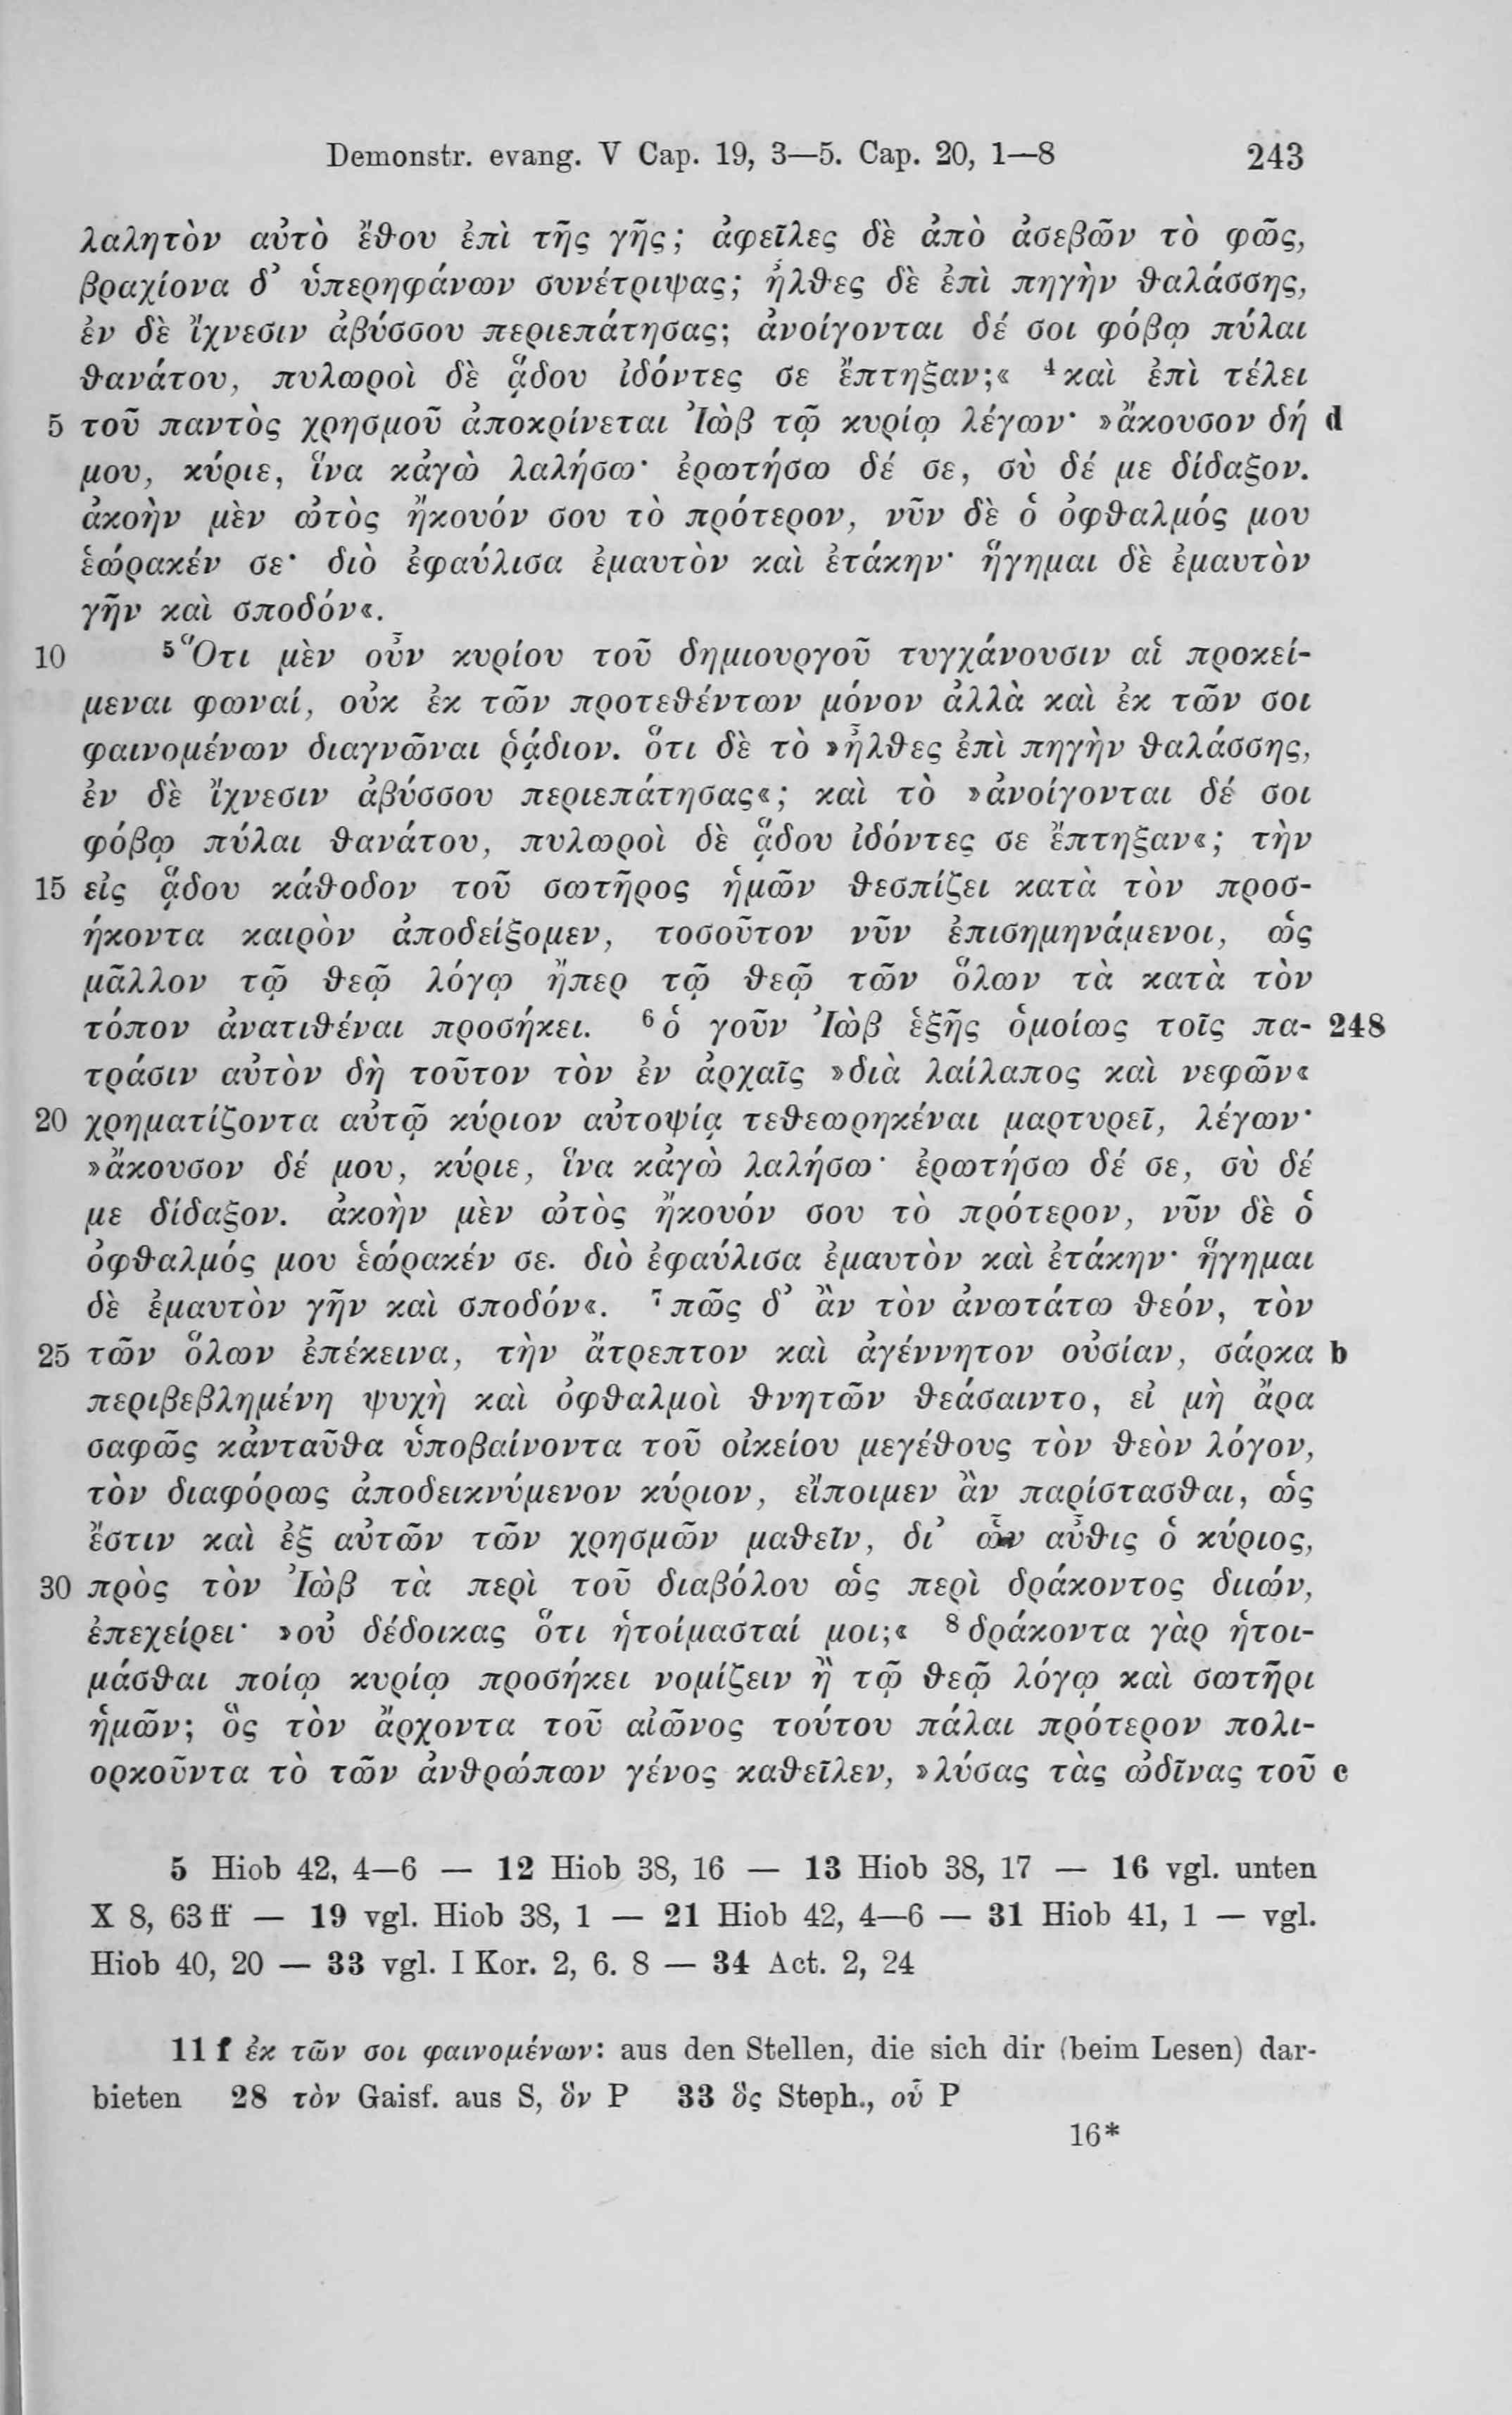 Demonstr. evang. V Cap. 19, 3—5. Cap. 20, 1—8 243
λαλητὸν αὐτὸ ἔθου ἐπὶ τῆς γῆς; ἀφεῖλες δὲ ἀπὸ ἀσεβῶν τὸ φῶς,
βραχίονα δ’ ὑπερηφάνων συνέτριψας; ἦλθες δὲ ἐπὶ πηγὴν θαλάσσης,
ἐν δὲ ἴχνεσιν ἀβύσσου περιεπάτησας; ἀνοίγονται δέ σοι φόβῳ πύλαι
θανάτου, πυλωροὶ δὲ ᾅδου ἰδόντες σε ἔπτηξαν;« ⁴καὶ ἐπὶ τέλει
5 τοῦ παντὸς χρησμοῦ ἀποκρίνεται Ἰὼβ τῷ κυρίῳ λέγων· »ἄκουσον δή d
μου, κύριε, ἵνα κἀγὼ λαλήσω· ἐρωτήσω δέ σε, σὺ δέ με δίδαξον.
ἀκοὴν μὲν ὠτὸς ἤκουόν σου τὸ πρότερον, νῦν δὲ ὁ ὀφθαλμός μου
ἑώρακέν σε· διὸ ἐφαύλισα ἐμαυτὸν καὶ ἐτάκην· ἥγημαι δὲ ἐμαυτὸν
γῆν καὶ σποδόν«.
10 ⁵Ὅτι μὲν οὖν κυρίου τοῦ δημιουργοῦ τυγχάνουσιν αἱ προκεί-
μεναι φωναί, οὐκ ἐκ τῶν προτεθέντων μόνον ἀλλὰ καὶ ἐκ τῶν σοι
φαινομένων διαγνῶναι ῥᾴδιον. ὅτι δὲ τὸ »ἦλθες ἐπὶ πηγὴν θαλάσσης,
ἐν δὲ ἴχνεσιν ἀβύσσου περιεπάτησας«; καὶ τὸ »ἀνοίγονται δέ σοι
φόβῳ πύλαι θανάτου, πυλωροὶ δὲ ᾅδου ἰδόντες σε ἔπτηξαν«; τὴν
15 εἰς ᾅδου κάθοδον τοῦ σωτῆρος ἡμῶν θεσπίζει κατὰ τὸν προσ-
ήκοντα καιρὸν ἀποδείξομεν, τοσοῦτον νῦν ἐπισημηνάμενοι, ὡς
μᾶλλον τῷ θεῷ λόγῳ ἤπερ τῷ θεῷ τῶν ὅλων τὰ κατὰ τὸν
τόπον ἀνατιθέναι προσήκει. ⁶ὁ γοῦν Ἰὼβ ἑξῆς ὁμοίως τοῖς πα- 248
τράσιν αὐτὸν δὴ τοῦτον τὸν ἐν ἀρχαῖς »διὰ λαίλαπος καὶ νεφῶν«
20 χρηματίζοντα αὐτῷ κύριον αὐτοψίᾳ τεθεωρηκέναι μαρτυρεῖ, λέγων·
»ἄκουσον δέ μου, κύριε, ἵνα κἀγὼ λαλήσω· ἐρωτήσω δέ σε, σὺ δέ
με δίδαξον. ἀκοὴν μὲν ὠτὸς ἤκουόν σου τὸ πρότερον, νῦν δὲ ὁ
ὀφθαλμός μου ἑώρακέν σε. διὸ ἐφαύλισα ἐμαυτὸν καὶ ἐτάκην· ἥγημαι
δὲ ἐμαυτὸν γῆν καὶ σποδόν«. ⁷πῶς δ’ ἂν τὸν ἀνωτάτω θεόν, τὸν
25 τῶν ὅλων ἐπέκεινα, τὴν ἄτρεπτον καὶ ἀγέννητον οὐσίαν, σάρκα b
περιβεβλημένη ψυχὴ καὶ ὀφθαλμοὶ θνητῶν θεάσαιντο, εἰ μὴ ἄρα
σαφῶς κἀνταῦθα ὑποβαίνοντα τοῦ οἰκείου μεγέθους τὸν θεὸν λόγον,
τὸν διαφόρως ἀποδεικνύμενον κύριον, εἴποιμεν ἂν παρίστασθαι, ὡς
ἔστιν καὶ ἐξ αὐτῶν τῶν χρησμῶν μαθεῖν, δι’ ὧν αὖθις ὁ κύριος,
30 πρὸς τὸν Ἰὼβ τὰ περὶ τοῦ διαβόλου ὡς περὶ δράκοντος διιών,
ἐπεχείρει· »οὐ δέδοικας ὅτι ἡτοίμασταί μοι;« ⁸δράκοντα γὰρ ἡτοι-
μάσθαι ποίῳ κυρίῳ προσήκει νομίζειν ἢ τῷ θεῷ λόγῳ καὶ σωτῆρι
ἡμῶν; ὃς τὸν ἄρχοντα τοῦ αἰῶνος τούτου πάλαι πρότερον πολι-
ορκοῦντα τὸ τῶν ἀνθρώπων γένος καθεῖλεν, »λύσας τὰς ὠδῖνας τοῦ c
5 Hiob 42, 4—6 — 12 Hiob 38, 16 — 13 Hiob 38, 17 — 16 vgl. unten
X 8, 63 ff — 19 vgl. Hiob 38, 1 — 21 Hiob 42, 4—6 — 31 Hiob 41, 1 — vgl.
Hiob 40, 20 — 33 vgl. I Kor. 2, 6. 8 — 34 Act. 2, 24
11 f ἐκ τῶν σοι φαινομένων: aus den Stellen, die sich dir (beim Lesen) dar-
bieten 28 τὸν Gaisf. aus S, ὃν P 33 ὃς Steph., οὗ P
16*